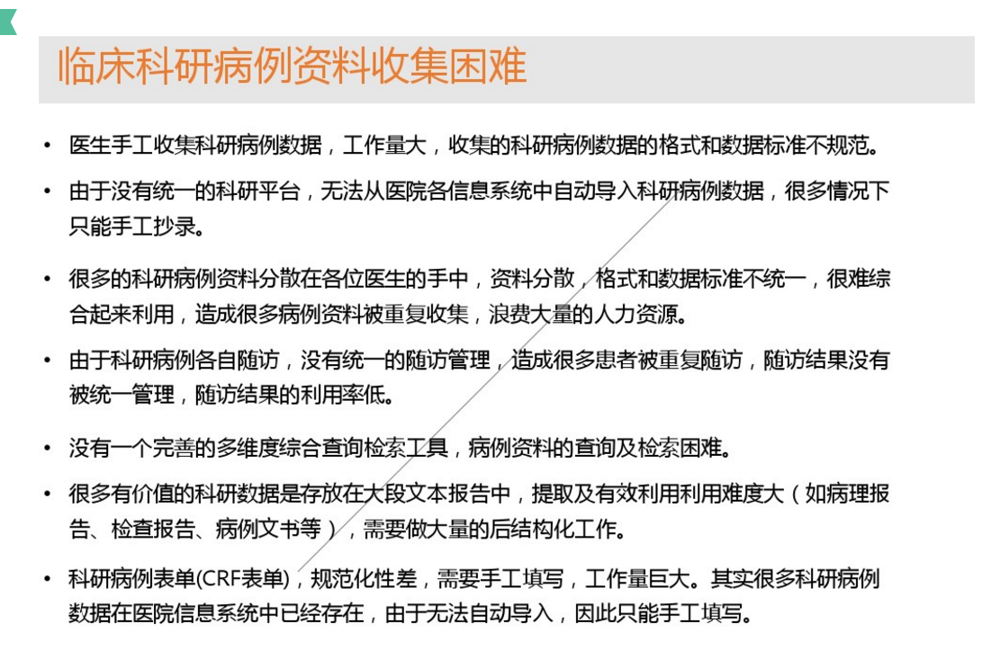 临床科研病例资料收集困难
• 医生手工收集科研病例数据，工作量大，收集的科研病例数据的格式和数据标准不规范。
• 由于没有统一的科研平台，无法从医院各信息系统中自动导入科研病例数据，很多情况下
只能手工抄录。
• 很多的科研病例资料分散在各位医生的手中，资料分散，格式和数据标准不统一，很难综
合起来利用，造成很多病例资料被重复收集，浪费大量的人力资源。
• 由于科研病例各自随访，没有统一的随访管理，造成很多患者被重复随访，随访结果没有
被统一管理，随访结果的利用率低。
• 没有一个完善的多维度综合查询检索工具，病例资料的查询及检索困难。
• 很多有价值的科研数据是存放在大段文本报告中，提取及有效利用利用难度大（如病理报
告、检查报告、病例文书等），需要做大量的后结构化工作。
• 科研病例表单(CRF表单)，规范化性差，需要手工填写，工作量巨大。其实很多科研病例
数据在医院信息系统中已经存在，由于无法自动导入，因此只能手工填写。